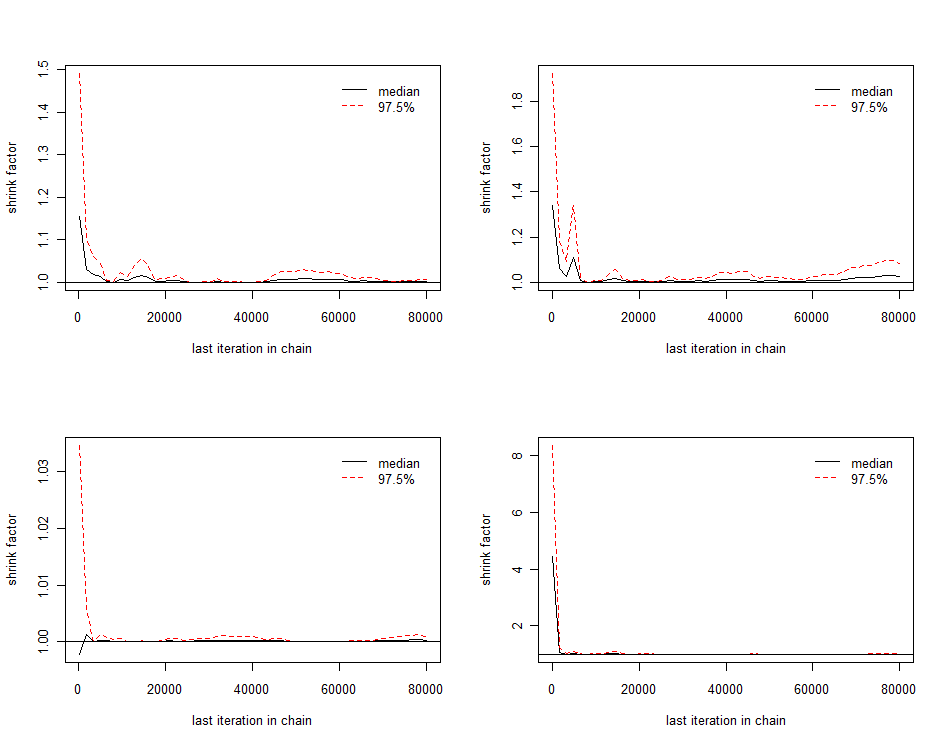 shrink factor
1.0 1.1 1.2 1.3 1.4 1.5
median
97.5%
0 20000 40000 60000 80000
last iteration in chain
shrink factor
1.0 1.2 1.4 1.6 1.8
median
97.5%
0 20000 40000 60000 80000
last iteration in chain
shrink factor
1.00 1.01 1.02 1.03
median
97.5%
0 20000 40000 60000 80000
last iteration in chain
shrink factor
2 4 6 8
median
97.5%
0 20000 40000 60000 80000
last iteration in chain